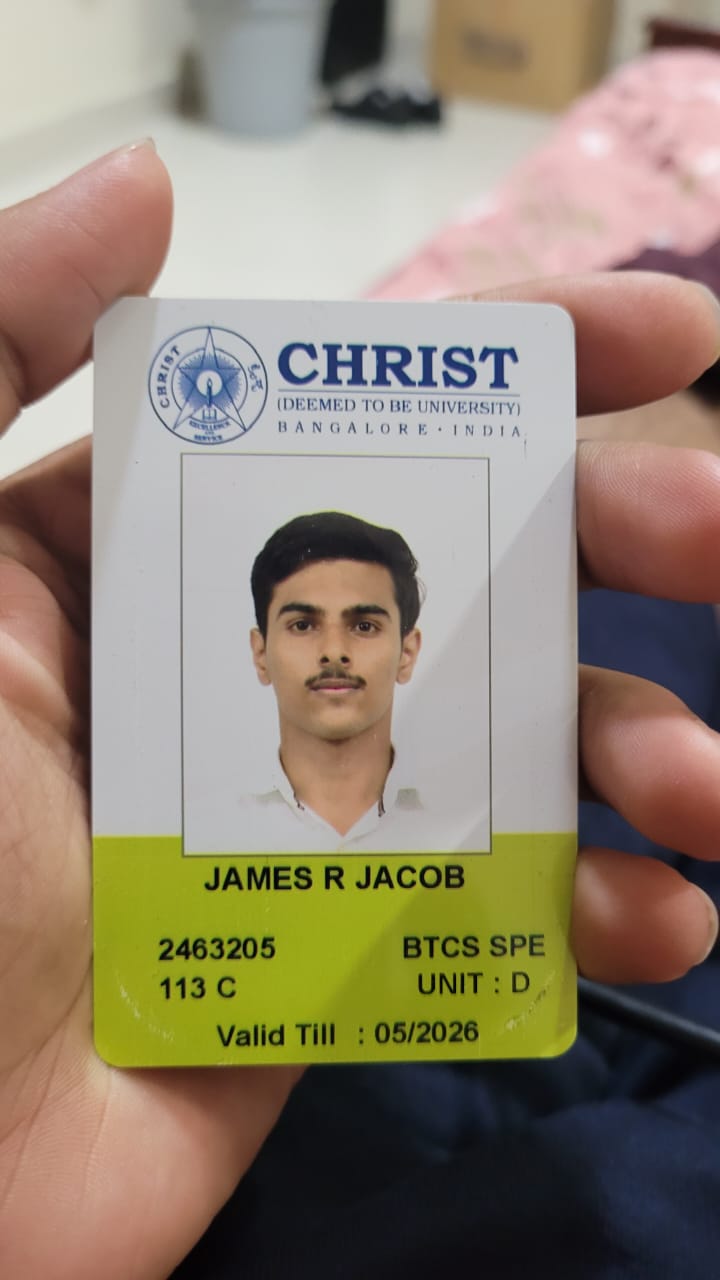 CHRIST
EXCELLENCE
AND
SERVICE
CHRIST
(DEEMED TO BE UNIVERSITY)
BANGALORE · INDIA
JAMES R JACOB
2463205 BTCS SPE
113 C UNIT : D
Valid Till : 05/2026